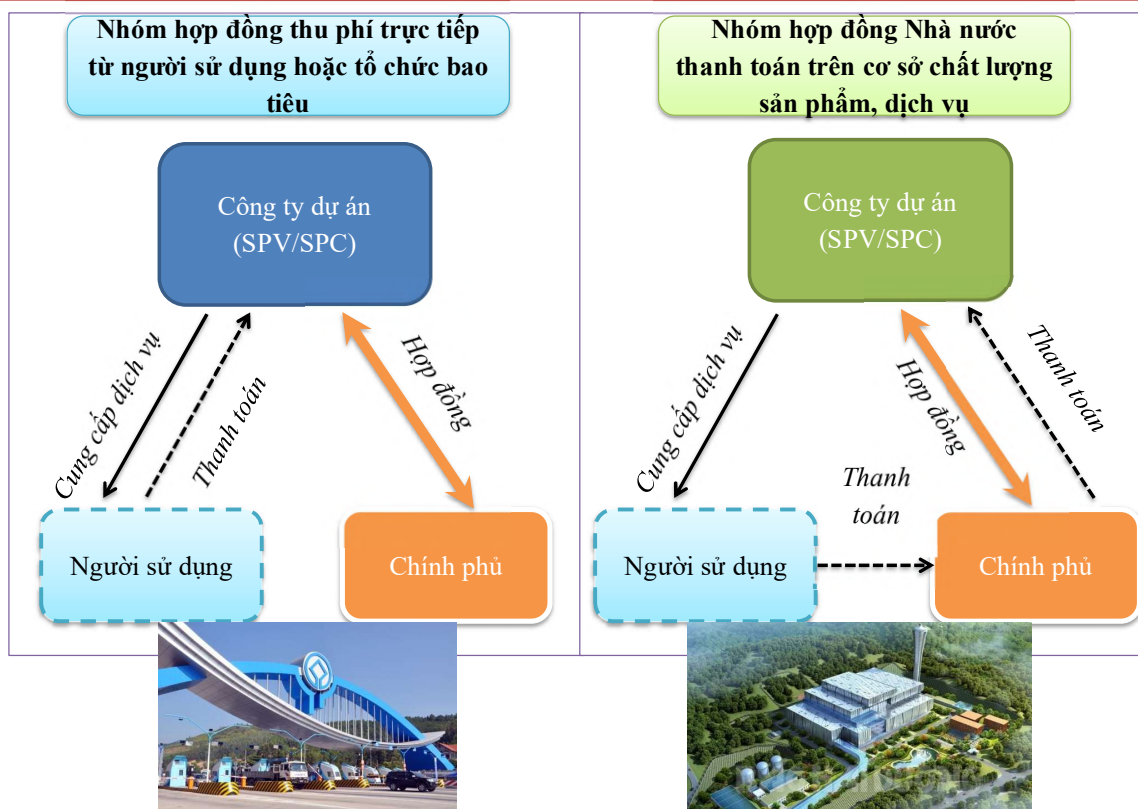 Nhóm hợp đồng thu phí trực tiếp
từ người sử dụng hoặc tổ chức bao
tiêu
Công ty dự án
(SPV/SPC)
Cung cấp dịch vụ
Thanh toán
Hợp đồng
Người sử dụng
Chính phủ
Nhóm hợp đồng Nhà nước
thanh toán trên cơ sở chất lượng
sản phẩm, dịch vụ
Công ty dự án
(SPV/SPC)
Cung cấp dịch vụ
Hợp đồng
Thanh toán
Thanh
toán
Người sử dụng
Chính phủ